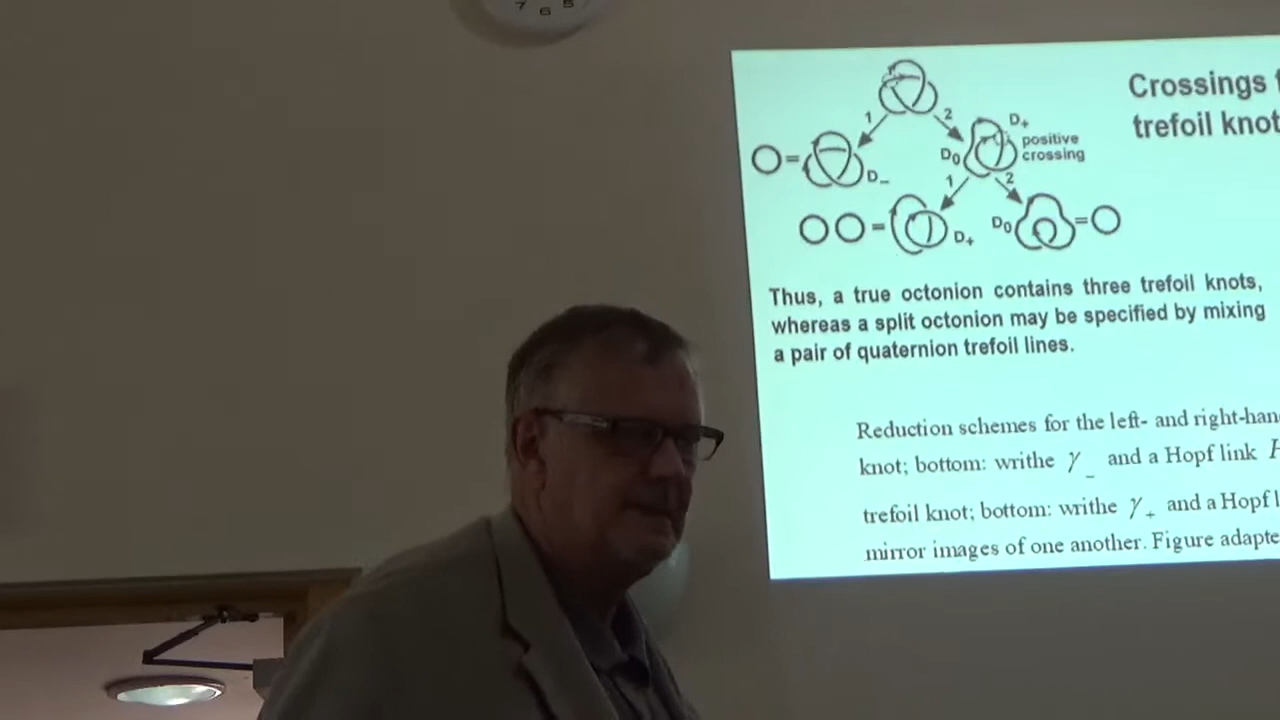 7 6 5
Crossings
trefoil knot
1 2
D₊
positive
crossing
D₀
O=
D₋
1 2
OO=
D₊
D₀
=O
Thus, a true octonion contains three trefoil knots,
whereas a split octonion may be specified by mixing
a pair of quaternion trefoil lines.
Reduction schemes for the left- and right-han
knot; bottom: writhe γ₋ and a Hopf link H
trefoil knot; bottom: writhe γ₊ and a Hopf l
mirror images of one another. Figure adapte